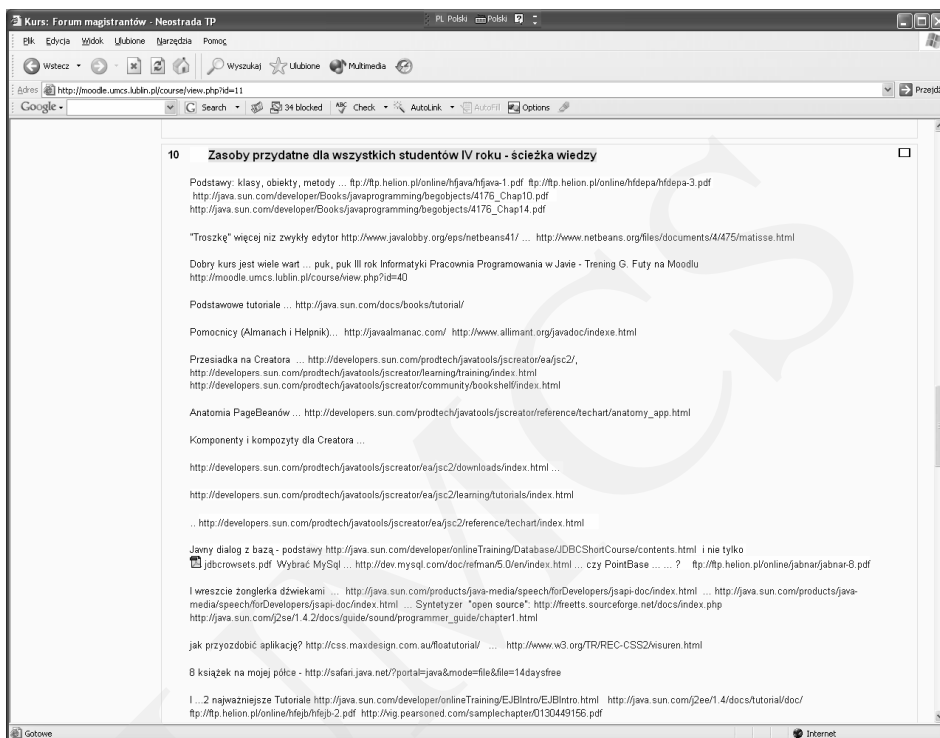 Kurs: Forum magistrantów - Neostrada TP
PL Polski Polski
Plik Edycja Widok Ulubione Narzędzia Pomoc
Wstecz Wyszukaj Ulubione Multimedia
Adres http://moodle.umcs.lublin.pl/course/view.php?id=11 Przejdź
Google Search 34 blocked Check AutoLink AutoFill Options
10 Zasoby przydatne dla wszystkich studentów IV roku - ścieżka wiedzy
Podstawy: klasy, obiekty, metody ... ftp://ftp.helion.pl/online/hfjava/hfjava-1.pdf ftp://ftp.helion.pl/online/hfdepa/hfdepa-3.pdf
http://java.sun.com/developer/Books/javaprogramming/begobjects/4176_Chap10.pdf
http://java.sun.com/developer/Books/javaprogramming/begobjects/4176_Chap14.pdf
"Troszkę" więcej niz zwykły edytor http://www.javalobby.org/eps/netbeans41/ ... http://www.netbeans.org/files/documents/4/475/matisse.html
Dobry kurs jest wiele wart ... puk, puk III rok Informatyki Pracownia Programowania w Javie - Trening G. Futy na Moodlu
http://moodle.umcs.lublin.pl/course/view.php?id=40
Podstawowe tutoriale ... http://java.sun.com/docs/books/tutorial/
Pomocnicy (Almanach i Helpnik)... http://javaalmanac.com/ http://www.allimant.org/javadoc/indexe.html
Przesiadka na Creatora ... http://developers.sun.com/prodtech/javatools/jscreator/ea/jsc2/,
http://developers.sun.com/prodtech/javatools/jscreator/learning/training/index.html
http://developers.sun.com/prodtech/javatools/jscreator/community/bookshelf/index.html
Anatomia PageBeanów ... http://developers.sun.com/prodtech/javatools/jscreator/reference/techart/anatomy_app.html
Komponenty i kompozyty dla Creatora ...
http://developers.sun.com/prodtech/javatools/jscreator/ea/jsc2/downloads/index.html ...
http://developers.sun.com/prodtech/javatools/jscreator/ea/jsc2/learning/tutorials/index.html
.. http://developers.sun.com/prodtech/javatools/jscreator/ea/jsc2/reference/techart/index.html
Javny dialog z bazą - podstawy http://java.sun.com/developer/onlineTraining/Database/JDBCShortCourse/contents.html i nie tylko
jdbcrowsets.pdf Wybrać MySql ... http://dev.mysql.com/doc/refman/5.0/en/index.html ... czy PointBase ... ... ? ftp://ftp.helion.pl/online/jabnar/jabnar-8.pdf
I wreszcie żonglerka dźwiekami ... http://java.sun.com/products/java-media/speech/forDevelopers/jsapi-doc/index.html ... http://java.sun.com/products/java-
media/speech/forDevelopers/jsapi-doc/index.html ... Syntetyzer "open source": http://freetts.sourceforge.net/docs/index.php
http://java.sun.com/j2se/1.4.2/docs/guide/sound/programmer_guide/chapter1.html
jak przyozdobić aplikację? http://css.maxdesign.com.au/floatutorial/ ... http://www.w3.org/TR/REC-CSS2/visuren.html
8 książek na mojej półce - http://safari.java.net/?portal=java&mode=file&file=14daysfree
I ...2 najważniejsze Tutoriale http://java.sun.com/developer/onlineTraining/EJBIntro/EJBIntro.html http://java.sun.com/j2ee/1.4/docs/tutorial/doc/
ftp://ftp.helion.pl/online/hfejb/hfejb-2.pdf http://vig.pearsoned.com/samplechapter/0130449156.pdf
Gotowe Internet
UMCS